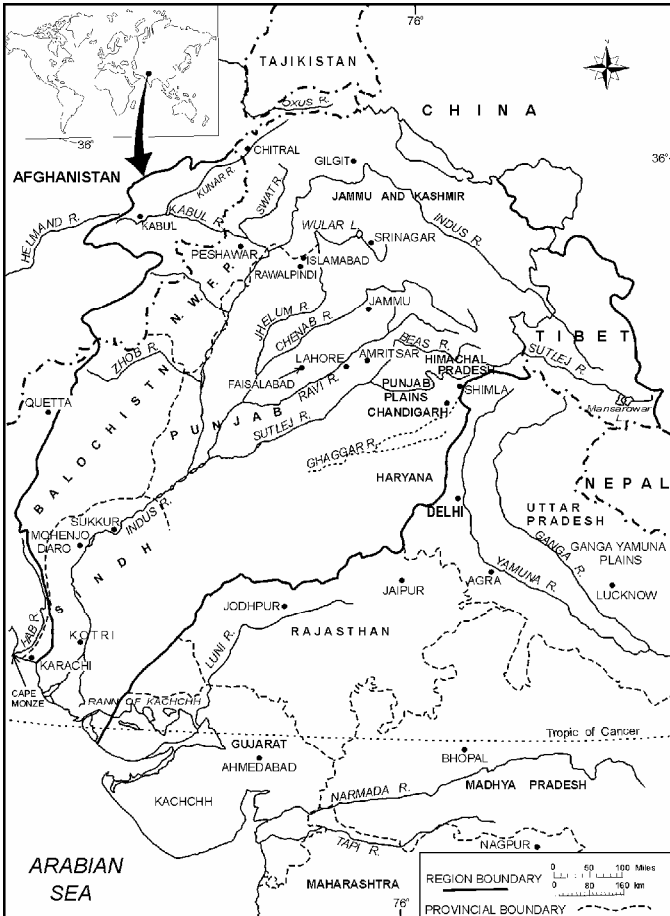 76°
TAJIKISTAN
OXUS R.
CHINA
36°
36°
CHITRAL
GILGIT
AFGHANISTAN
KUNAR R.
SWAT R.
JAMMU AND KASHMIR
HELMAND R.
KABUL R.
KABUL
WULAR L.
INDUS R.
PESHAWAR
SRINAGAR
ISLAMABAD
RAWALPINDI
N.W.F.P.
JHELUM R.
CHENAB R.
JAMMU
BEAS R.
TIBET
ZHOB R.
LAHORE
AMRITSAR
HIMACHAL
PRADESH
SUTLEJ R.
FAISALABAD
RAVI R.
PUNJAB
PLAINS
SHIMLA
Mansarowar
L.
QUETTA
PUNJAB
SUTLEJ R.
CHANDIGARH
BALOCHISTN
GHAGGAR R.
HARYANA
NEPAL
SUKKUR
INDUS R.
DELHI
UTTAR
PRADESH
MOHENJO
DARO
SINDH
GANGA R.
GANGA YAMUNA
PLAINS
JAIPUR
AGRA
YAMUNA R.
LUCKNOW
JODHPUR
HAB R.
KOTRI
LUNI R.
RAJASTHAN
KARACHI
CAPE
MONZE
RANN OF KACHCHH
Tropic of Cancer
GUJARAT
AHMEDABAD
BHOPAL
KACHCHH
NARMADA R.
MADHYA PRADESH
TAPI R.
NAGPUR
ARABIAN
SEA
MAHARASHTRA
76°
REGION BOUNDARY
0 50 100 Miles
0 80 160 km
PROVINCIAL BOUNDARY